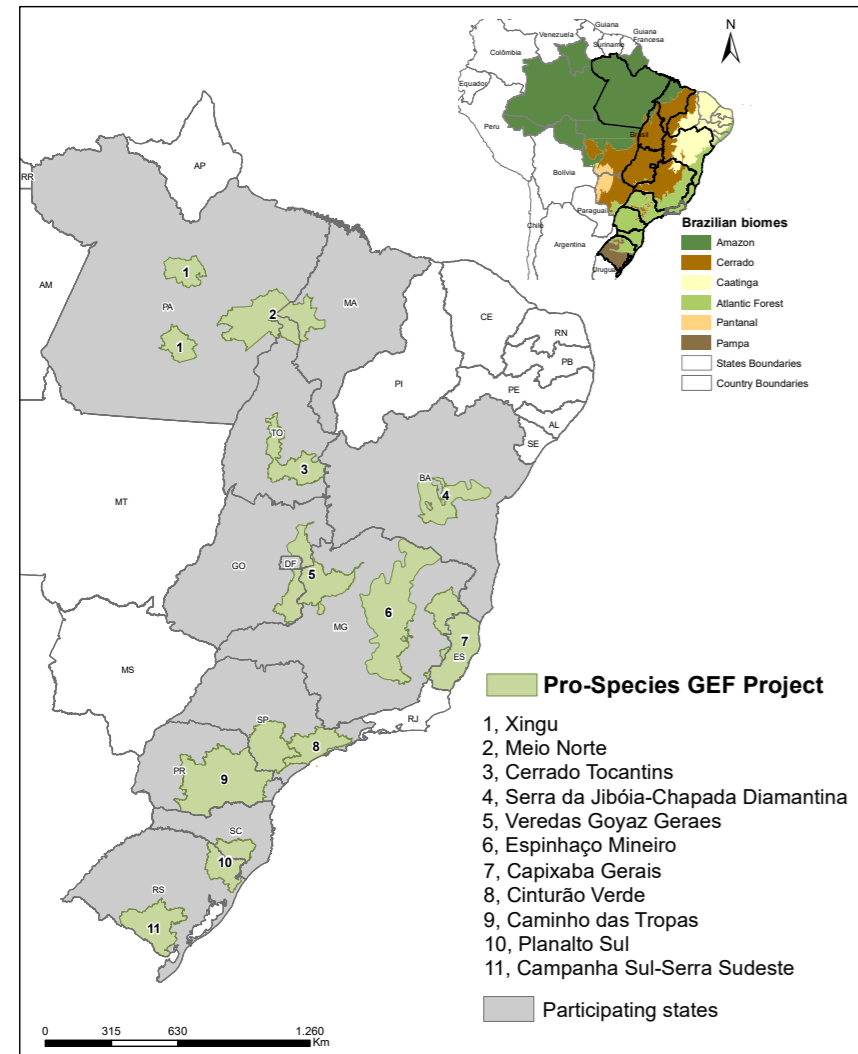 N
Guiana
Venezuela
Guiana
Francesa
Suriname
Colômbia
Equador
Peru
Brasil
Bolívia
Paraguai
Chile
Argentina
Uruguai
Brazilian biomes
Amazon
Cerrado
Caatinga
Atlantic Forest
Pantanal
Pampa
States Boundaries
Country Boundaries
RR
AP
AM
PA
MA
CE
RN
PB
PI
PE
AL
SE
TO
BA
MT
GO
DF
MG
ES
MS
SP
RJ
PR
SC
RS
1
1
2
3
4
5
6
7
8
9
10
11
Pro-Species GEF Project
1, Xingu
2, Meio Norte
3, Cerrado Tocantins
4, Serra da Jibóia-Chapada Diamantina
5, Veredas Goyaz Geraes
6, Espinhaço Mineiro
7, Capixaba Gerais
8, Cinturão Verde
9, Caminho das Tropas
10, Planalto Sul
11, Campanha Sul-Serra Sudeste
Participating states
0 315 630 1.260
Km